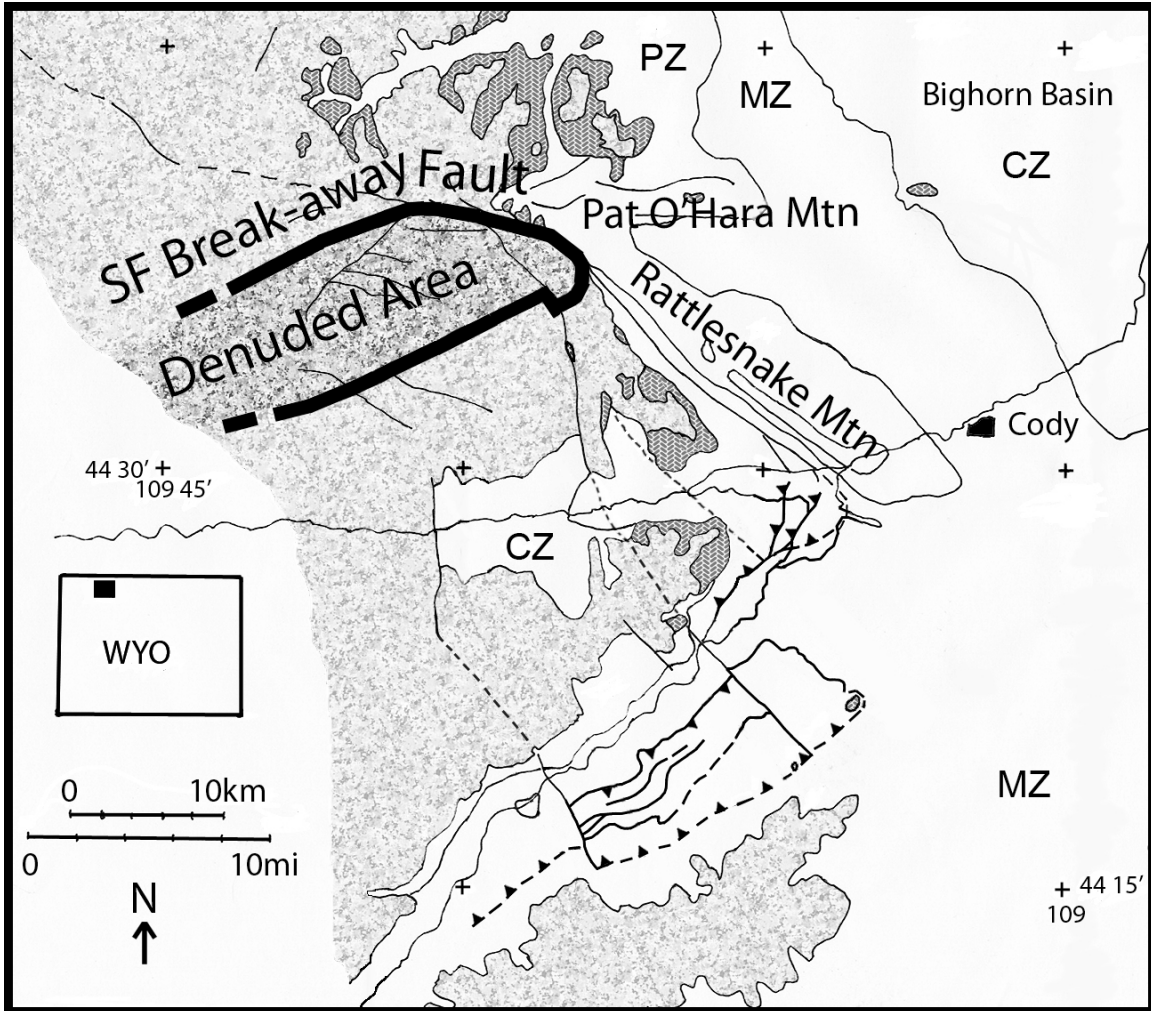 PZ
MZ
Bighorn Basin
CZ
SF Break-away Fault
Pat O'Hara Mtn
Denuded Area
Rattlesnake Mtn
Cody
44 30'
109 45'
CZ
WYO
MZ
0 10km
0 10mi
N
44 15'
109